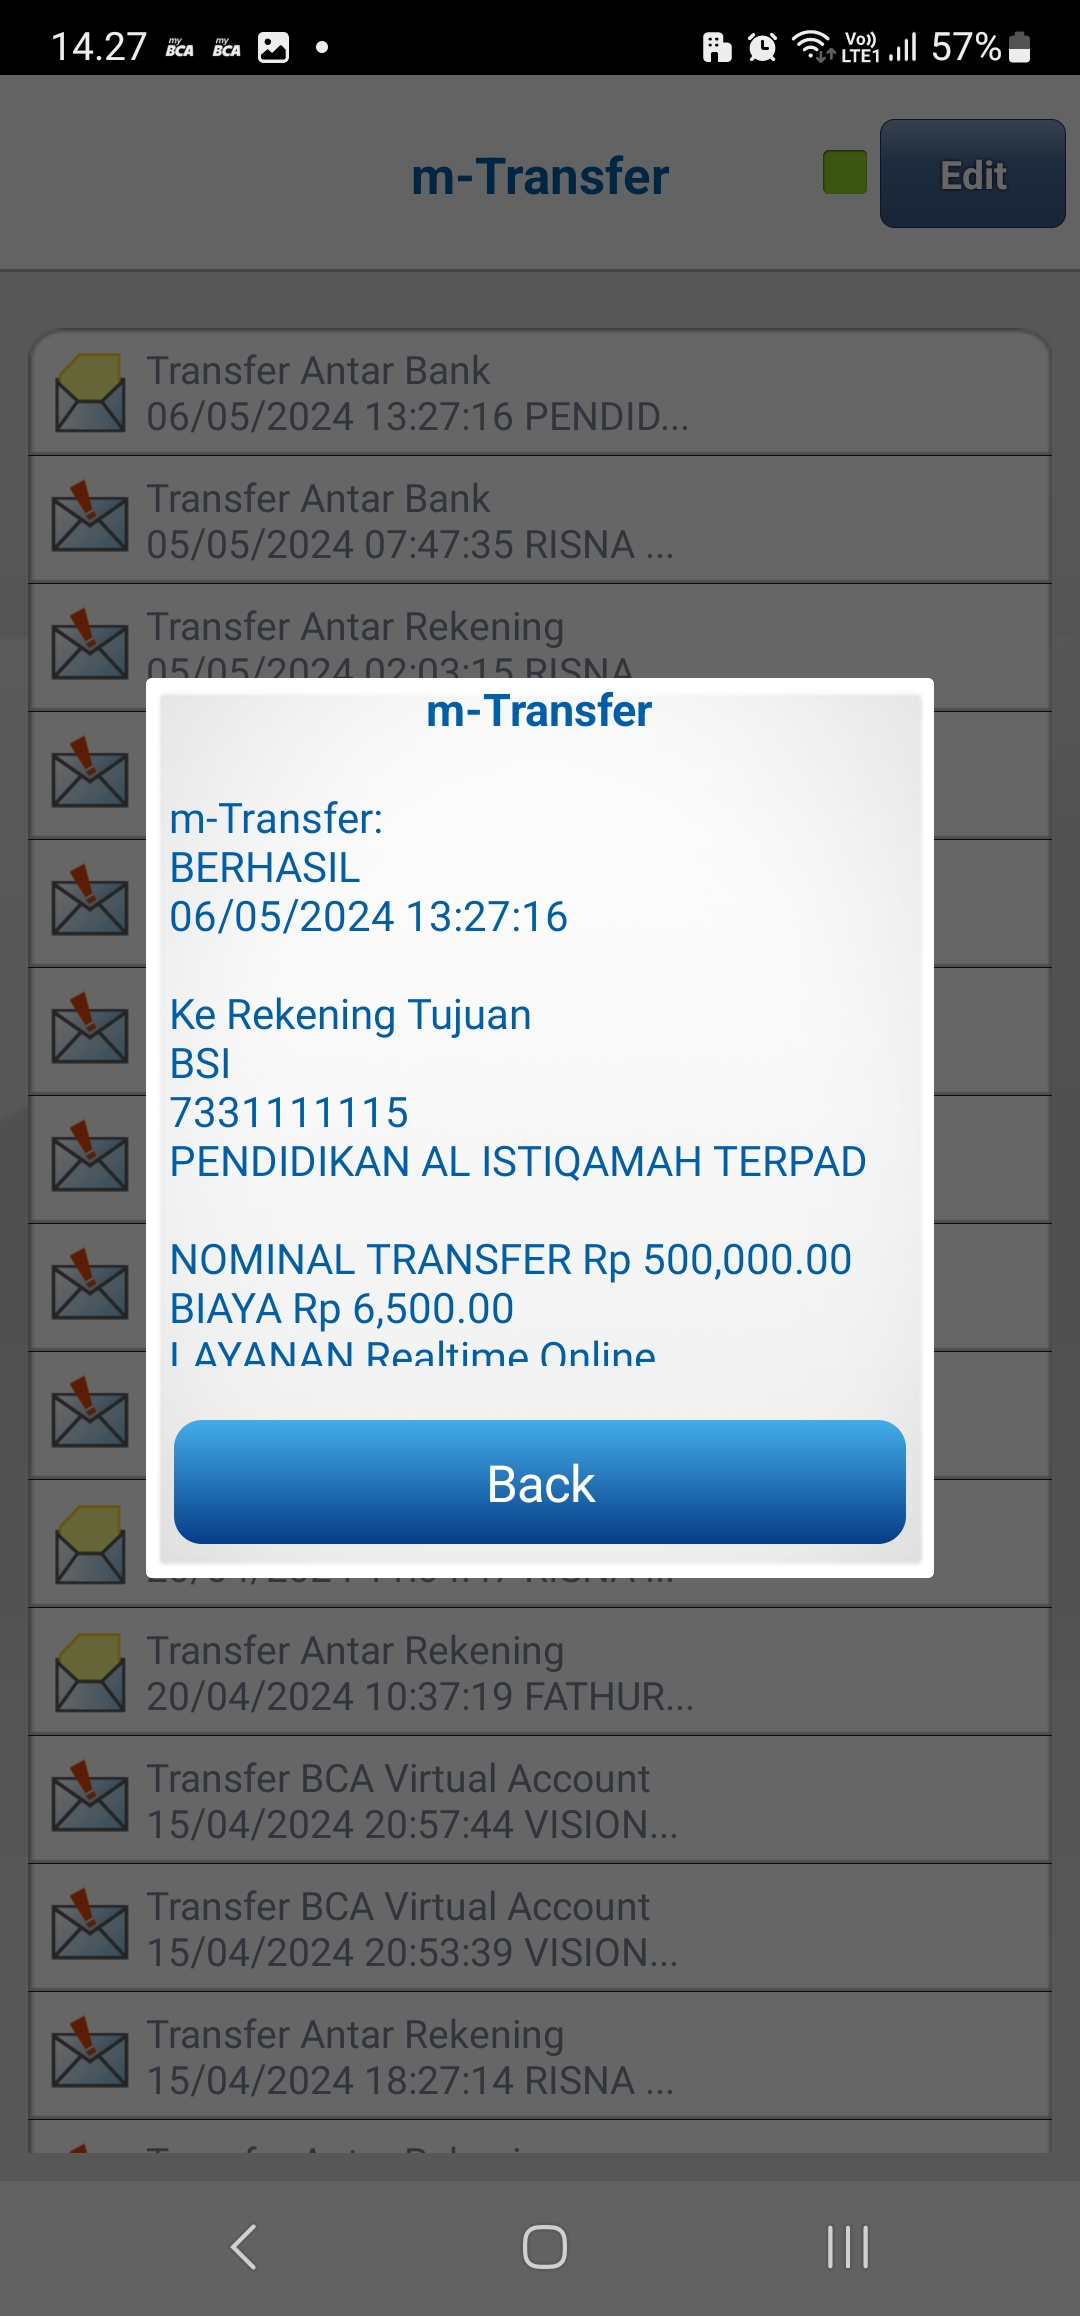 14.27 my BCA my BCA Vo)) LTE1 57%
m-Transfer
Edit
Transfer Antar Bank
06/05/2024 13:27:16 PENDID...
Transfer Antar Bank
05/05/2024 07:47:35 RISNA ...
Transfer Antar Rekening
05/05/2024 02:03:15 RISNA
m-Transfer
m-Transfer:
BERHASIL
06/05/2024 13:27:16
Ke Rekening Tujuan
BSI
7331111115
PENDIDIKAN AL ISTIQAMAH TERPAD
NOMINAL TRANSFER Rp 500,000.00
BIAYA Rp 6,500.00
LAYANAN Realtime Online
Back
Transfer Antar Rekening
20/04/2024 10:37:19 FATHUR...
Transfer BCA Virtual Account
15/04/2024 20:57:44 VISION...
Transfer BCA Virtual Account
15/04/2024 20:53:39 VISION...
Transfer Antar Rekening
15/04/2024 18:27:14 RISNA ...